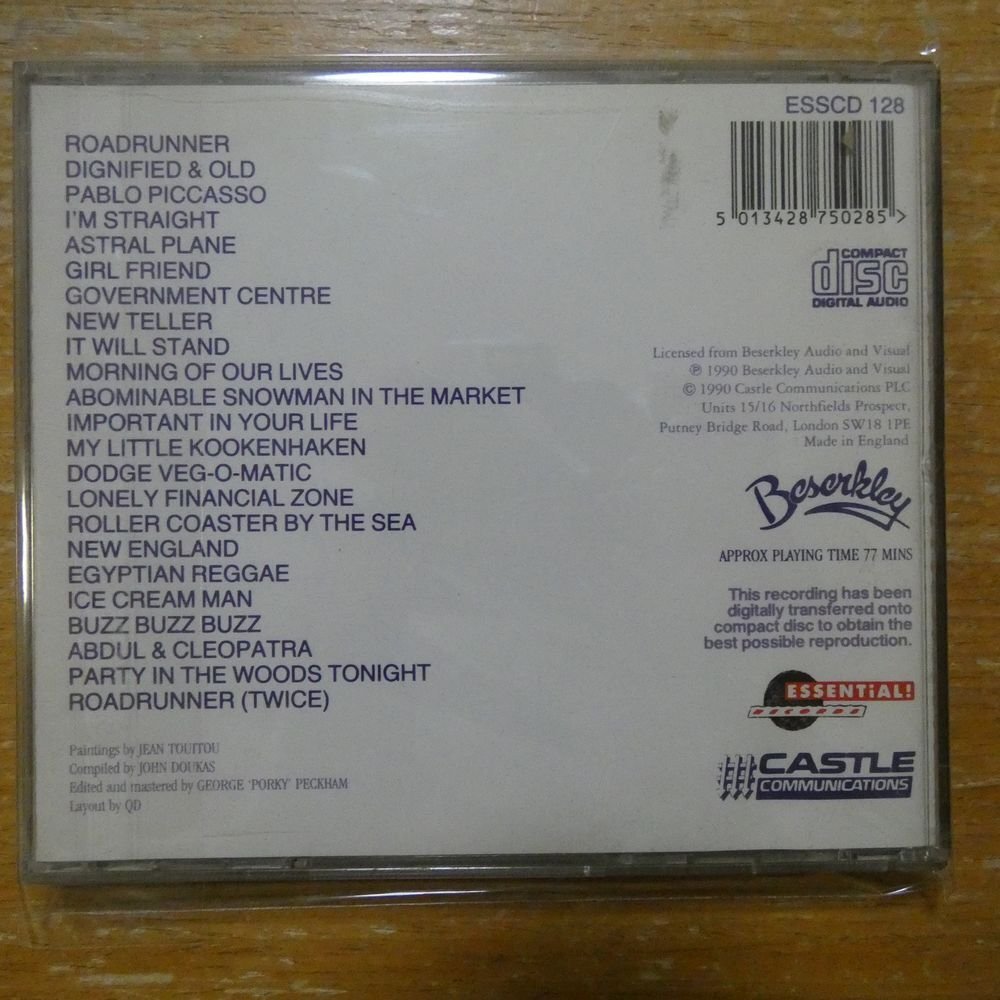 ROADRUNNER
DIGNIFIED & OLD
PABLO PICCASSO
I'M STRAIGHT
ASTRAL PLANE
GIRL FRIEND
GOVERNMENT CENTRE
NEW TELLER
IT WILL STAND
MORNING OF OUR LIVES
ABOMINABLE SNOWMAN IN THE MARKET
IMPORTANT IN YOUR LIFE
MY LITTLE KOOKENHAKEN
DODGE VEG-O-MATIC
LONELY FINANCIAL ZONE
ROLLER COASTER BY THE SEA
NEW ENGLAND
EGYPTIAN REGGAE
ICE CREAM MAN
BUZZ BUZZ BUZZ
ABDUL & CLEOPATRA
PARTY IN THE WOODS TONIGHT
ROADRUNNER (TWICE)
Paintings by JEAN TOUITOU
Compiled by JOHN DOUKAS
Edited and mastered by GEORGE 'PORKY' PECKHAM
Layout by QD
ESSCD 128
5 013428 750285 >
COMPACT
disc
DIGITAL AUDIO
Licensed from Beserkley Audio and Visual
℗ 1990 Beserkley Audio and Visual
© 1990 Castle Communications PLC
Units 15/16 Northfields Prospect,
Putney Bridge Road, London SW18 1PE
Made in England
Beserkley
APPROX PLAYING TIME 77 MINS
This recording has been
digitally transferred onto
compact disc to obtain the
best possible reproduction.
ESSENTiAL!
RECORDS
CASTLE
COMMUNICATIONS